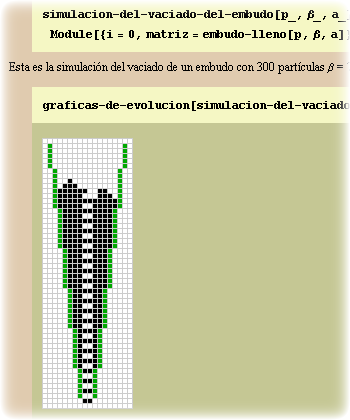 simulacion-del-vaciado-del-embudo[p_, β_, a_
Module[{i = 0, matriz = embudo-lleno[p, β, a]
Esta es la simulación del vaciado de un embudo con 300 partículas β =
graficas-de-evolucion[simulacion-del-vaciado